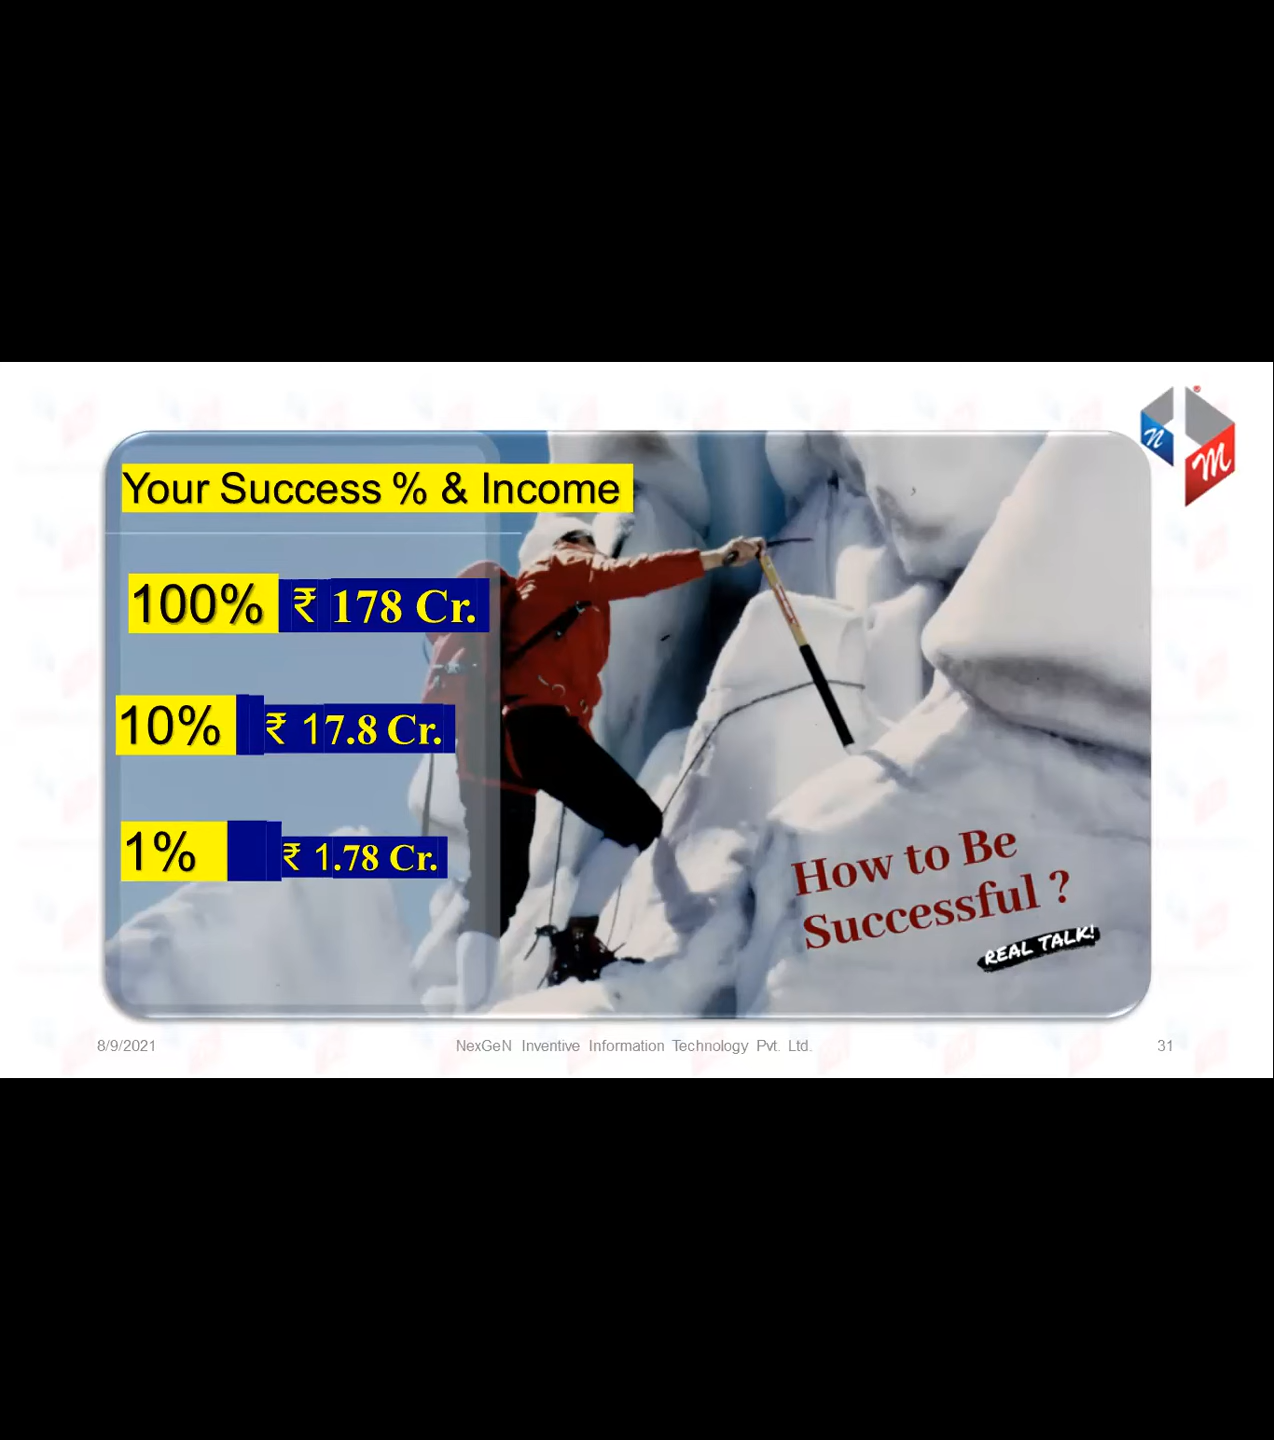 n
M
®
Your Success % & Income
100% ₹ 178 Cr.
10% ₹ 17.8 Cr.
1% ₹ 1.78 Cr.
How to Be
Successful ?
REAL TALK!
8/9/2021 NexGeN Inventive Information Technology Pvt. Ltd. 31